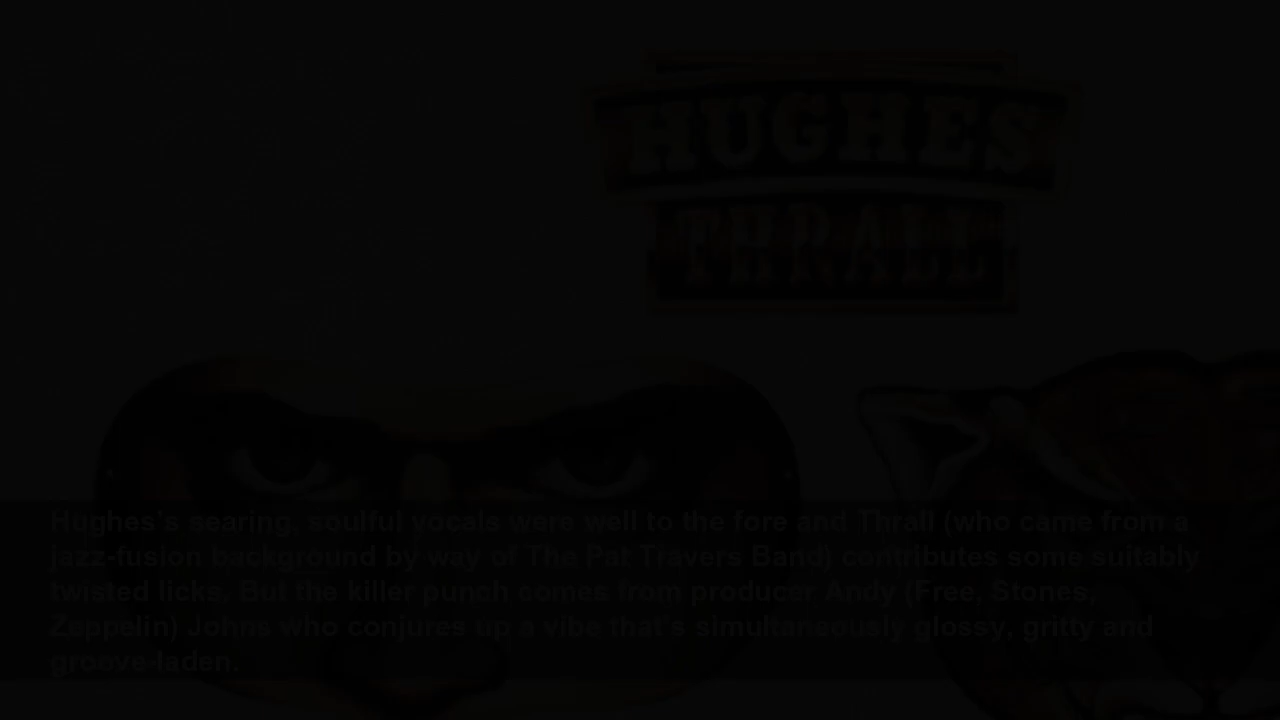 HUGHES
THRALL
Hughes's searing, soulful vocals were well to the fore and Thrall (who came from a
jazz-fusion background by way of The Pat Travers Band) contributes some suitably
twisted licks. But the killer punch comes from producer Andy (Free, Stones,
Zeppelin) Johns who conjures up a vibe that's simultaneously glossy, gritty and
groove-laden.